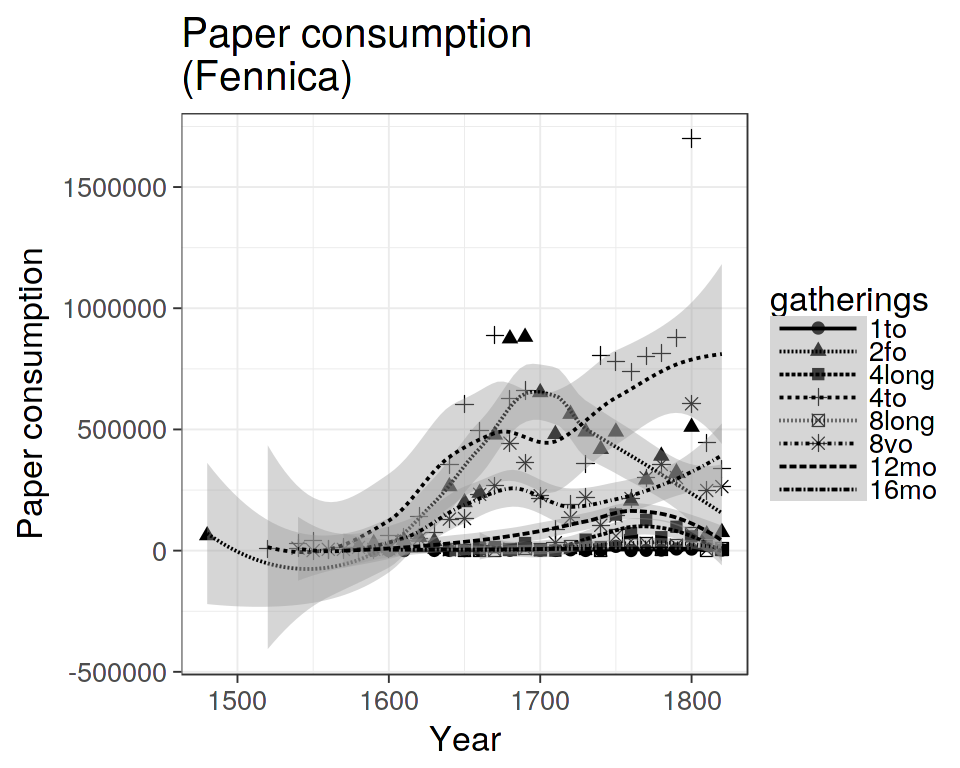 Paper consumption
(Fennica)
Paper consumption
1500000
1000000
500000
0
-500000
1500
1600
1700
1800
Year
gatherings
1to
2fo
4long
4to
8long
8vo
12mo
16mo